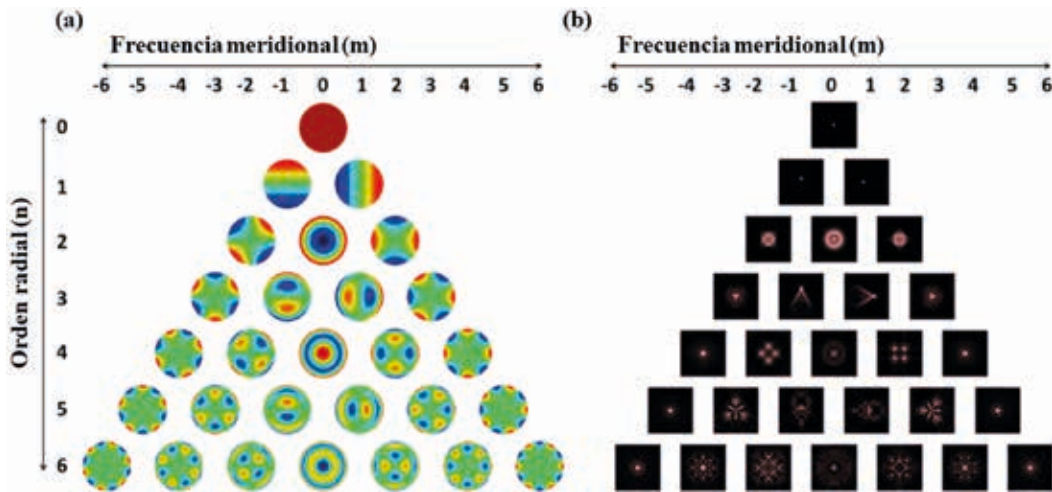 (a)
Frecuencia meridional (m)
-6 -5 -4 -3 -2 -1 0 1 2 3 4 5 6
Orden radial (n)
0
1
2
3
4
5
6
(b)
Frecuencia meridional (m)
-6 -5 -4 -3 -2 -1 0 1 2 3 4 5 6